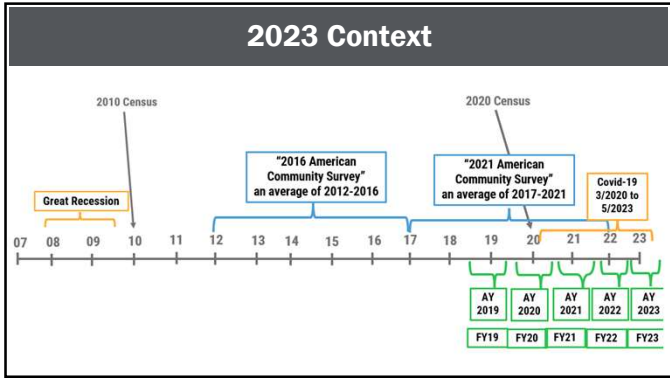 2023 Context
2010 Census
2020 Census
"2016 American
Community Survey"
an average of 2012-2016
"2021 American
Community Survey"
an average of 2017-2021
Covid-19
3/2020 to
5/2023
Great Recession
07 08 09 10 11 12 13 14 15 16 17 18 19 20 21 22 23
AY
2019
AY
2020
AY
2021
AY
2022
AY
2023
FY19 FY20 FY21 FY22 FY23